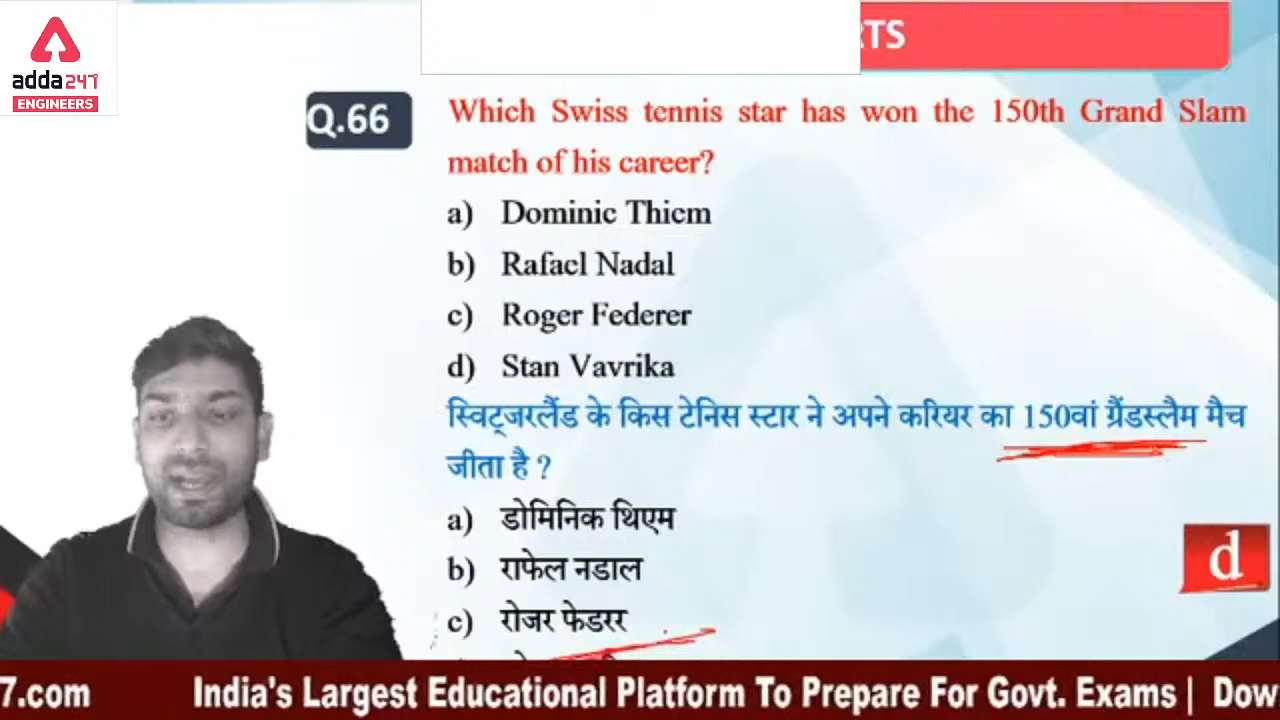 adda247
ENGINEERS
RTS
Q.66
Which Swiss tennis star has won the 150th Grand Slam
match of his career?
a) Dominic Thiem
b) Rafael Nadal
c) Roger Federer
d) Stan Vavrika
स्विट्जरलैंड के किस टेनिस स्टार ने अपने करियर का 150वां ग्रैंडस्लैम मैच
जीता है ?
a) डोमिनिक थिएम
b) राफेल नडाल
c) रोजर फेडरर
d
7.com India's Largest Educational Platform To Prepare For Govt. Exams | Dow